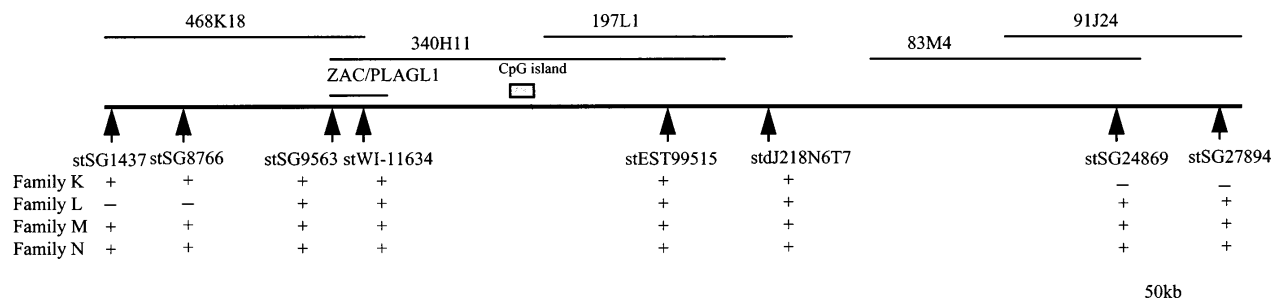 468K18 197L1 91J24
340H11 83M4
ZAC/PLAGL1 CpG island
stSG1437 stSG8766 stSG9563 stWI-11634 stEST99515 stdJ218N6T7 stSG24869 stSG27894
Family K + + + + + + – –
Family L – – + + + + + +
Family M + + + + + + + +
Family N + + + + + + + +
50kb